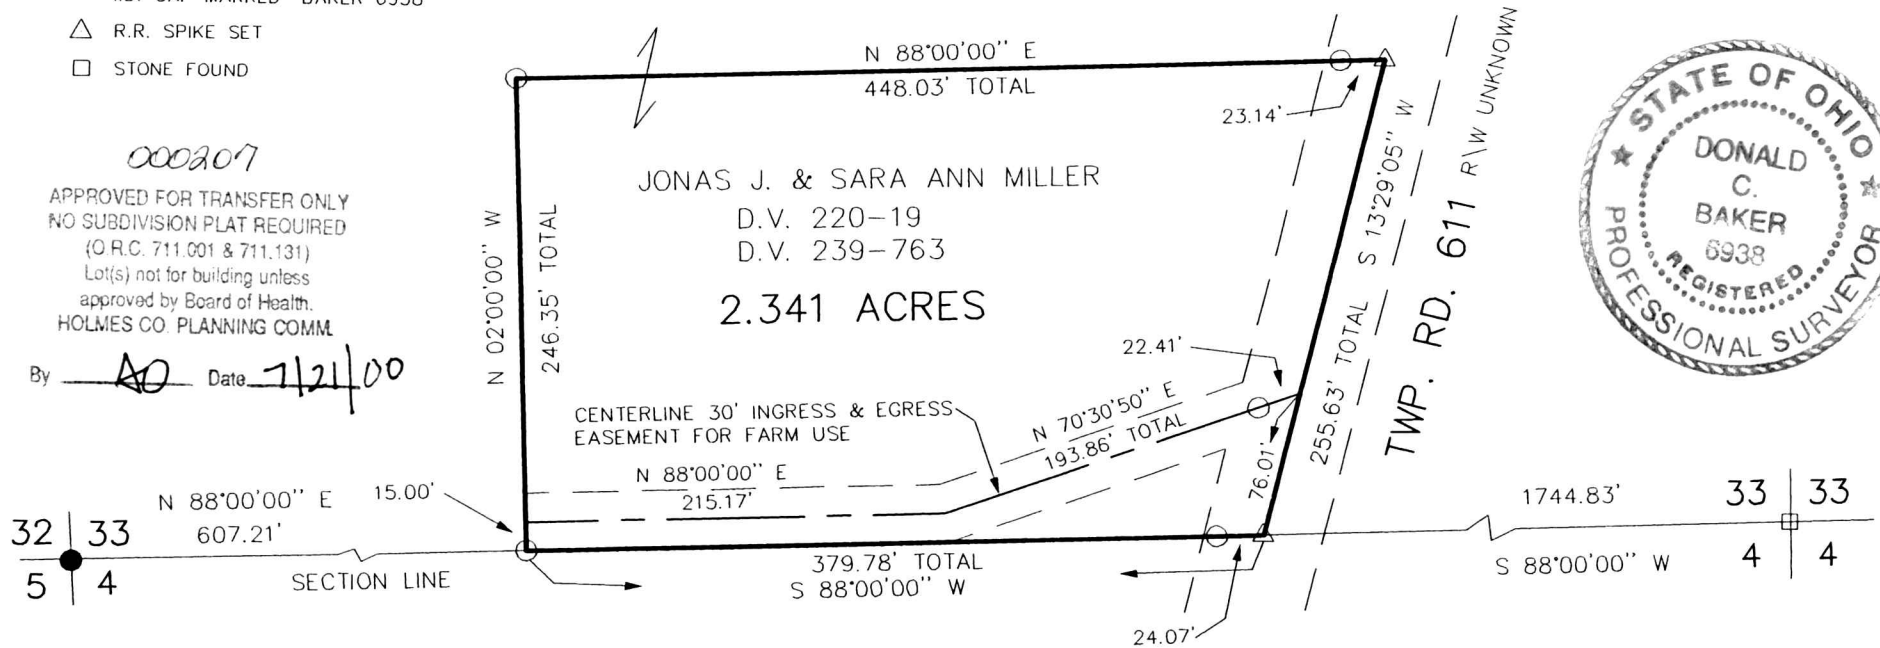 MARKED BAKER 6938
R.R. SPIKE SET
STONE FOUND
000207
APPROVED FOR TRANSFER ONLY
NO SUBDIVISION PLAT REQUIRED
(O.R.C. 711.001 & 711.131)
Lot(s) not for building unless
approved by Board of Health.
HOLMES CO. PLANNING COMM.
By AO Date 7/21/00
N 88°00'00" E
448.03' TOTAL
23.14'
JONAS J. & SARA ANN MILLER
D.V. 220-19
D.V. 239-763
2.341 ACRES
N 02°00'00" W
246.35' TOTAL
S 13°29'05" W
255.63' TOTAL
TWP. RD. 611 R\W UNKNOWN
22.41'
CENTERLINE 30' INGRESS & EGRESS
EASEMENT FOR FARM USE
N 70°30'50" E
193.86' TOTAL
76.01'
N 88°00'00" E
215.17'
15.00'
N 88°00'00" E
607.21'
32 33
5 4
SECTION LINE
379.78' TOTAL
S 88°00'00" W
24.07'
1744.83'
S 88°00'00" W
33 33
4 4
STATE OF OHIO
DONALD
C.
BAKER
6938
REGISTERED
PROFESSIONAL SURVEYOR